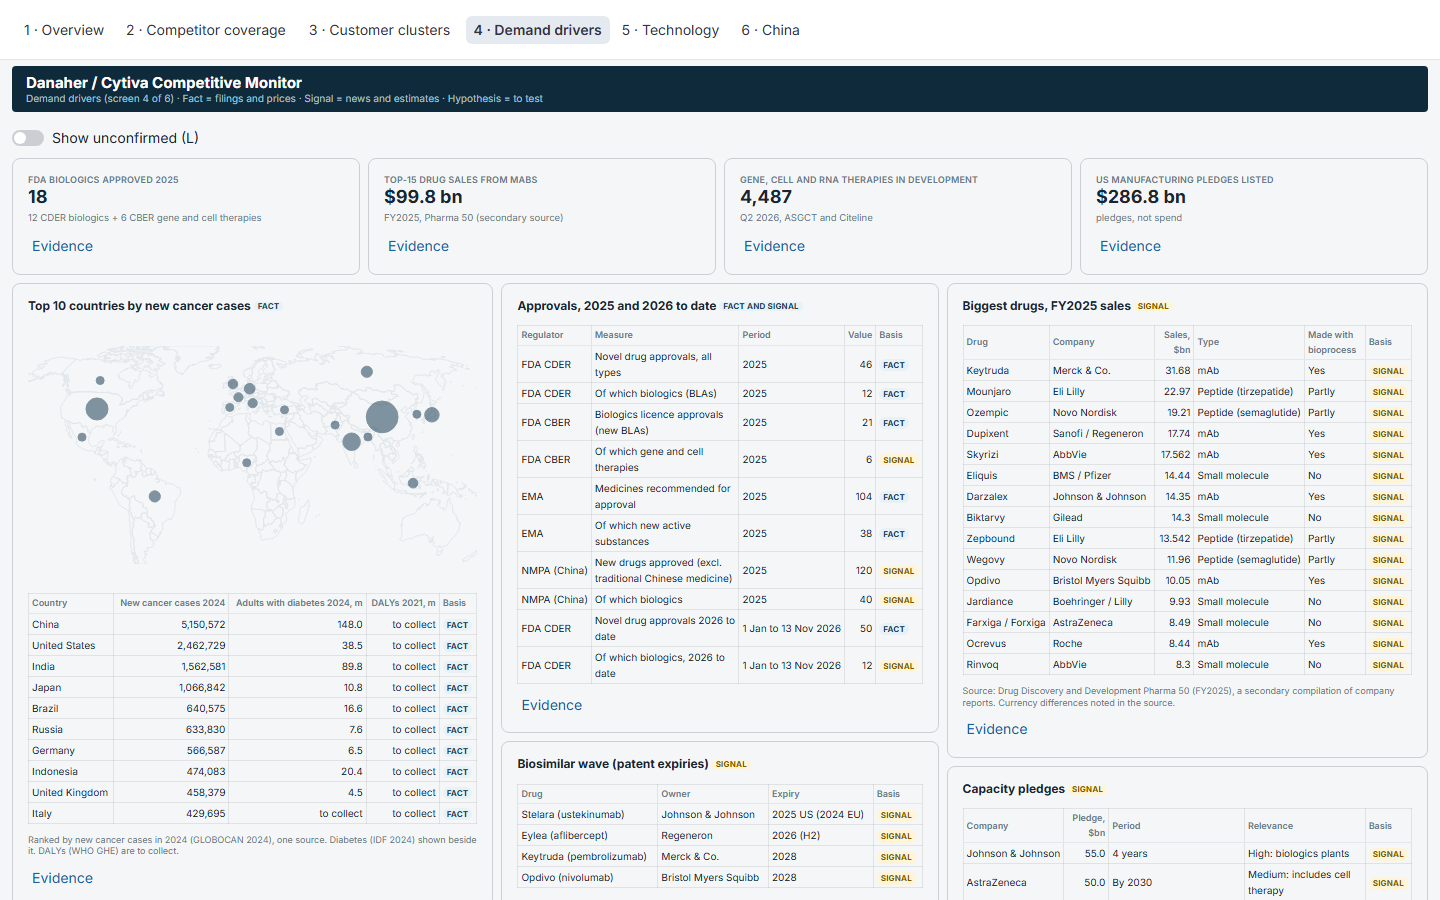 1 · Overview 2 · Competitor coverage 3 · Customer clusters 4 · Demand drivers 5 · Technology 6 · China
Danaher / Cytiva Competitive Monitor
Demand drivers (screen 4 of 6) · Fact = filings and prices · Signal = news and estimates · Hypothesis = to test
Show unconfirmed (L)
FDA BIOLOGICS APPROVED 2025
18
12 CDER biologics + 6 CBER gene and cell therapies
Evidence
TOP-15 DRUG SALES FROM MABS
$99.8 bn
FY2025, Pharma 50 (secondary source)
Evidence
GENE, CELL AND RNA THERAPIES IN DEVELOPMENT
4,487
Q2 2026, ASGCT and Citeline
Evidence
US MANUFACTURING PLEDGES LISTED
$286.8 bn
pledges, not spend
Evidence
Top 10 countries by new cancer cases FACT
Country New cancer cases 2024 Adults with diabetes 2024, m DALYs 2021, m Basis
China 5,150,572 148.0 to collect FACT
United States 2,462,729 38.5 to collect FACT
India 1,562,581 89.8 to collect FACT
Japan 1,066,842 10.8 to collect FACT
Brazil 640,575 16.6 to collect FACT
Russia 633,830 7.6 to collect FACT
Germany 566,587 6.5 to collect FACT
Indonesia 474,083 20.4 to collect FACT
United Kingdom 458,379 4.5 to collect FACT
Italy 429,695 to collect to collect FACT
Ranked by new cancer cases in 2024 (GLOBOCAN 2024), one source. Diabetes (IDF 2024) shown beside
it. DALYs (WHO GHE) are to collect.
Evidence
Approvals, 2025 and 2026 to date FACT AND SIGNAL
Regulator Measure Period Value Basis
FDA CDER Novel drug approvals, all
types 2025 46 FACT
FDA CDER Of which biologics (BLAs) 2025 12 FACT
FDA CBER Biologics licence approvals
(new BLAs) 2025 21 FACT
FDA CBER Of which gene and cell
therapies 2025 6 SIGNAL
EMA Medicines recommended for
approval 2025 104 FACT
EMA Of which new active
substances 2025 38 FACT
NMPA (China) New drugs approved (excl.
traditional Chinese medicine) 2025 120 SIGNAL
NMPA (China) Of which biologics 2025 40 SIGNAL
FDA CDER Novel drug approvals 2026 to
date 1 Jan to 13 Nov 2026 50 FACT
FDA CDER Of which biologics, 2026 to
date 1 Jan to 13 Nov 2026 12 SIGNAL
Evidence
Biosimilar wave (patent expiries) SIGNAL
Drug Owner Expiry Basis
Stelara (ustekinumab) Johnson & Johnson 2025 US (2024 EU) SIGNAL
Eylea (aflibercept) Regeneron 2026 (H2) SIGNAL
Keytruda (pembrolizumab) Merck & Co. 2028 SIGNAL
Opdivo (nivolumab) Bristol Myers Squibb 2028 SIGNAL
Biggest drugs, FY2025 sales SIGNAL
Drug Company Sales,
$bn Type Made with
bioprocess Basis
Keytruda Merck & Co. 31.68 mAb Yes SIGNAL
Mounjaro Eli Lilly 22.97 Peptide (tirzepatide) Partly SIGNAL
Ozempic Novo Nordisk 19.21 Peptide (semaglutide) Partly SIGNAL
Dupixent Sanofi / Regeneron 17.74 mAb Yes SIGNAL
Skyrizi AbbVie 17.562 mAb Yes SIGNAL
Eliquis BMS / Pfizer 14.44 Small molecule No SIGNAL
Darzalex Johnson & Johnson 14.35 mAb Yes SIGNAL
Biktarvy Gilead 14.3 Small molecule No SIGNAL
Zepbound Eli Lilly 13.542 Peptide (tirzepatide) Partly SIGNAL
Wegovy Novo Nordisk 11.96 Peptide (semaglutide) Partly SIGNAL
Opdivo Bristol Myers Squibb 10.05 mAb Yes SIGNAL
Jardiance Boehringer / Lilly 9.93 Small molecule No SIGNAL
Farxiga / Forxiga AstraZeneca 8.49 Small molecule No SIGNAL
Ocrevus Roche 8.44 mAb Yes SIGNAL
Rinvoq AbbVie 8.3 Small molecule No SIGNAL
Source: Drug Discovery and Development Pharma 50 (FY2025), a secondary compilation of company
reports. Currency differences noted in the source.
Evidence
Capacity pledges SIGNAL
Company Pledge,
$bn Period Relevance Basis
Johnson & Johnson 55.0 4 years High: biologics plants SIGNAL
AstraZeneca 50.0 By 2030 Medium: includes cell
therapy SIGNAL